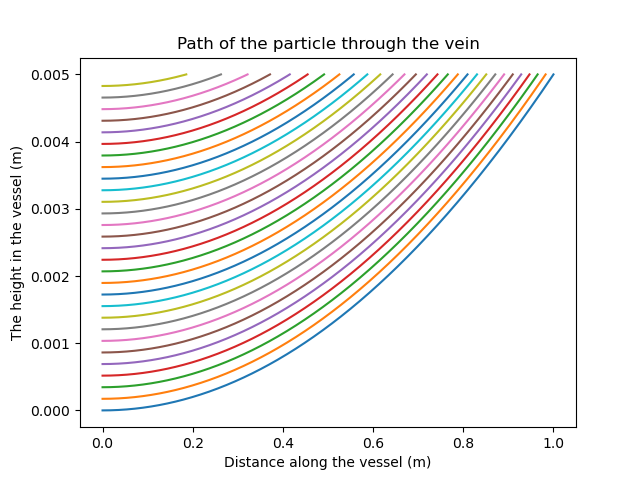 Path of the particle through the vein
The height in the vessel (m)
0.005
0.004
0.003
0.002
0.001
0.000
0.0 0.2 0.4 0.6 0.8 1.0
Distance along the vessel (m)